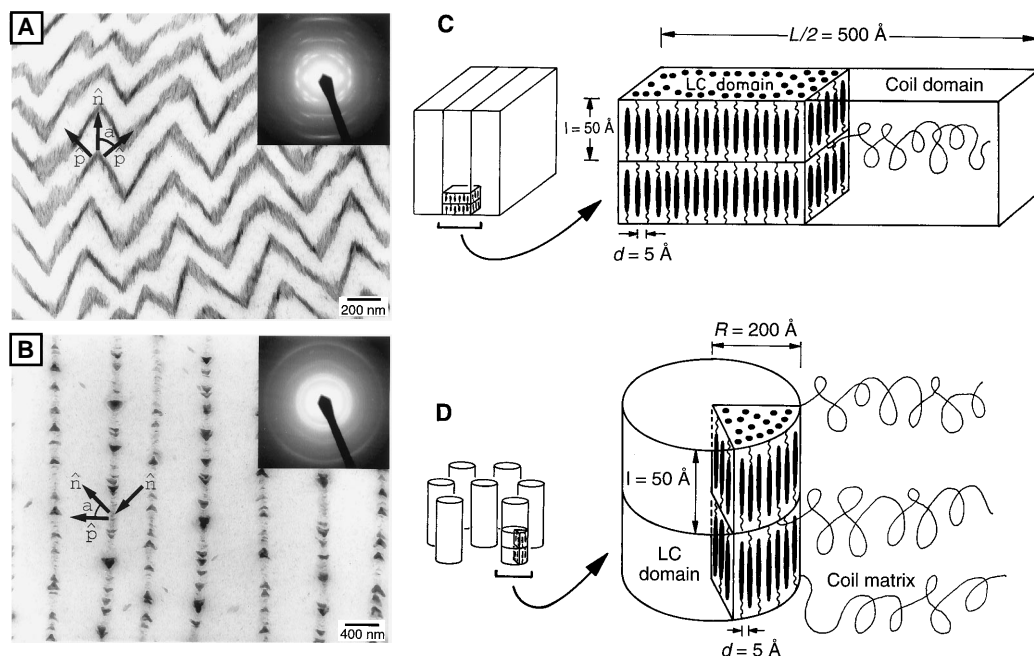 A
n̂
a
p̂
p̂
200 nm
B
n̂
n̂
a
p̂
400 nm
C
L/2 = 500 Å
LC domain
Coil domain
l = 50 Å
d = 5 Å
D
R = 200 Å
l = 50 Å
LC
domain
Coil matrix
d = 5 Å